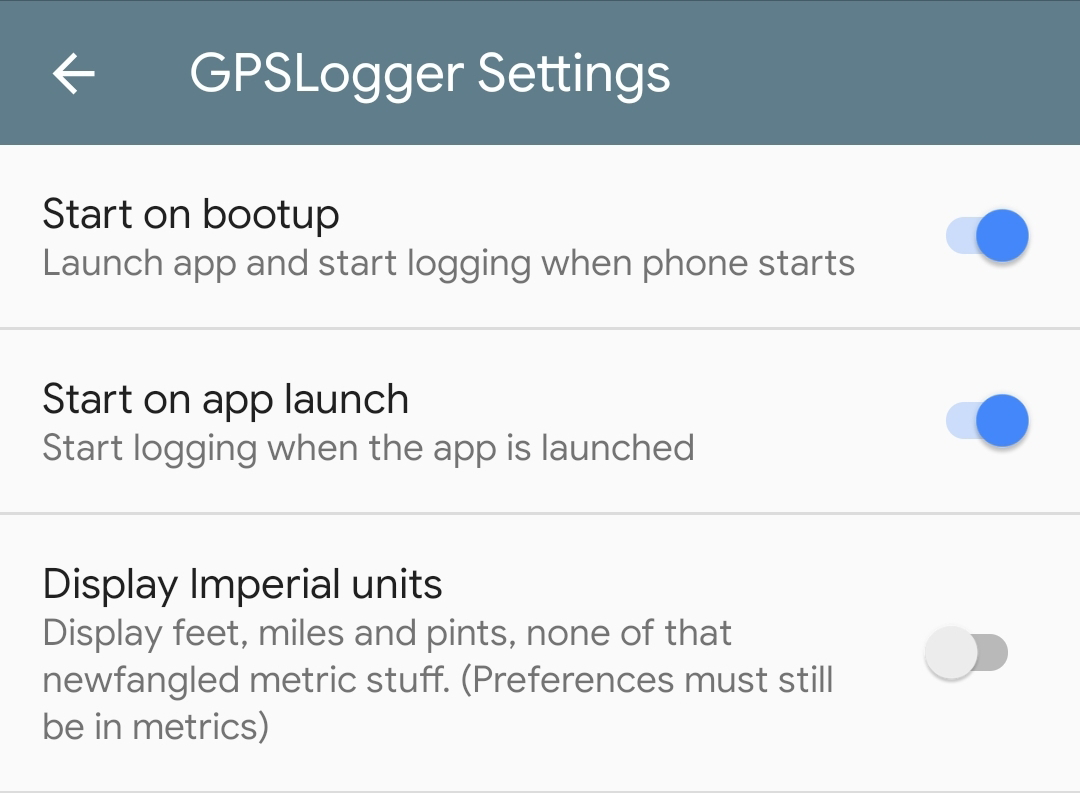 GPSLogger Settings
Start on bootup
Launch app and start logging when phone starts
Start on app launch
Start logging when the app is launched
Display Imperial units
Display feet, miles and pints, none of that
newfangled metric stuff. (Preferences must still
be in metrics)